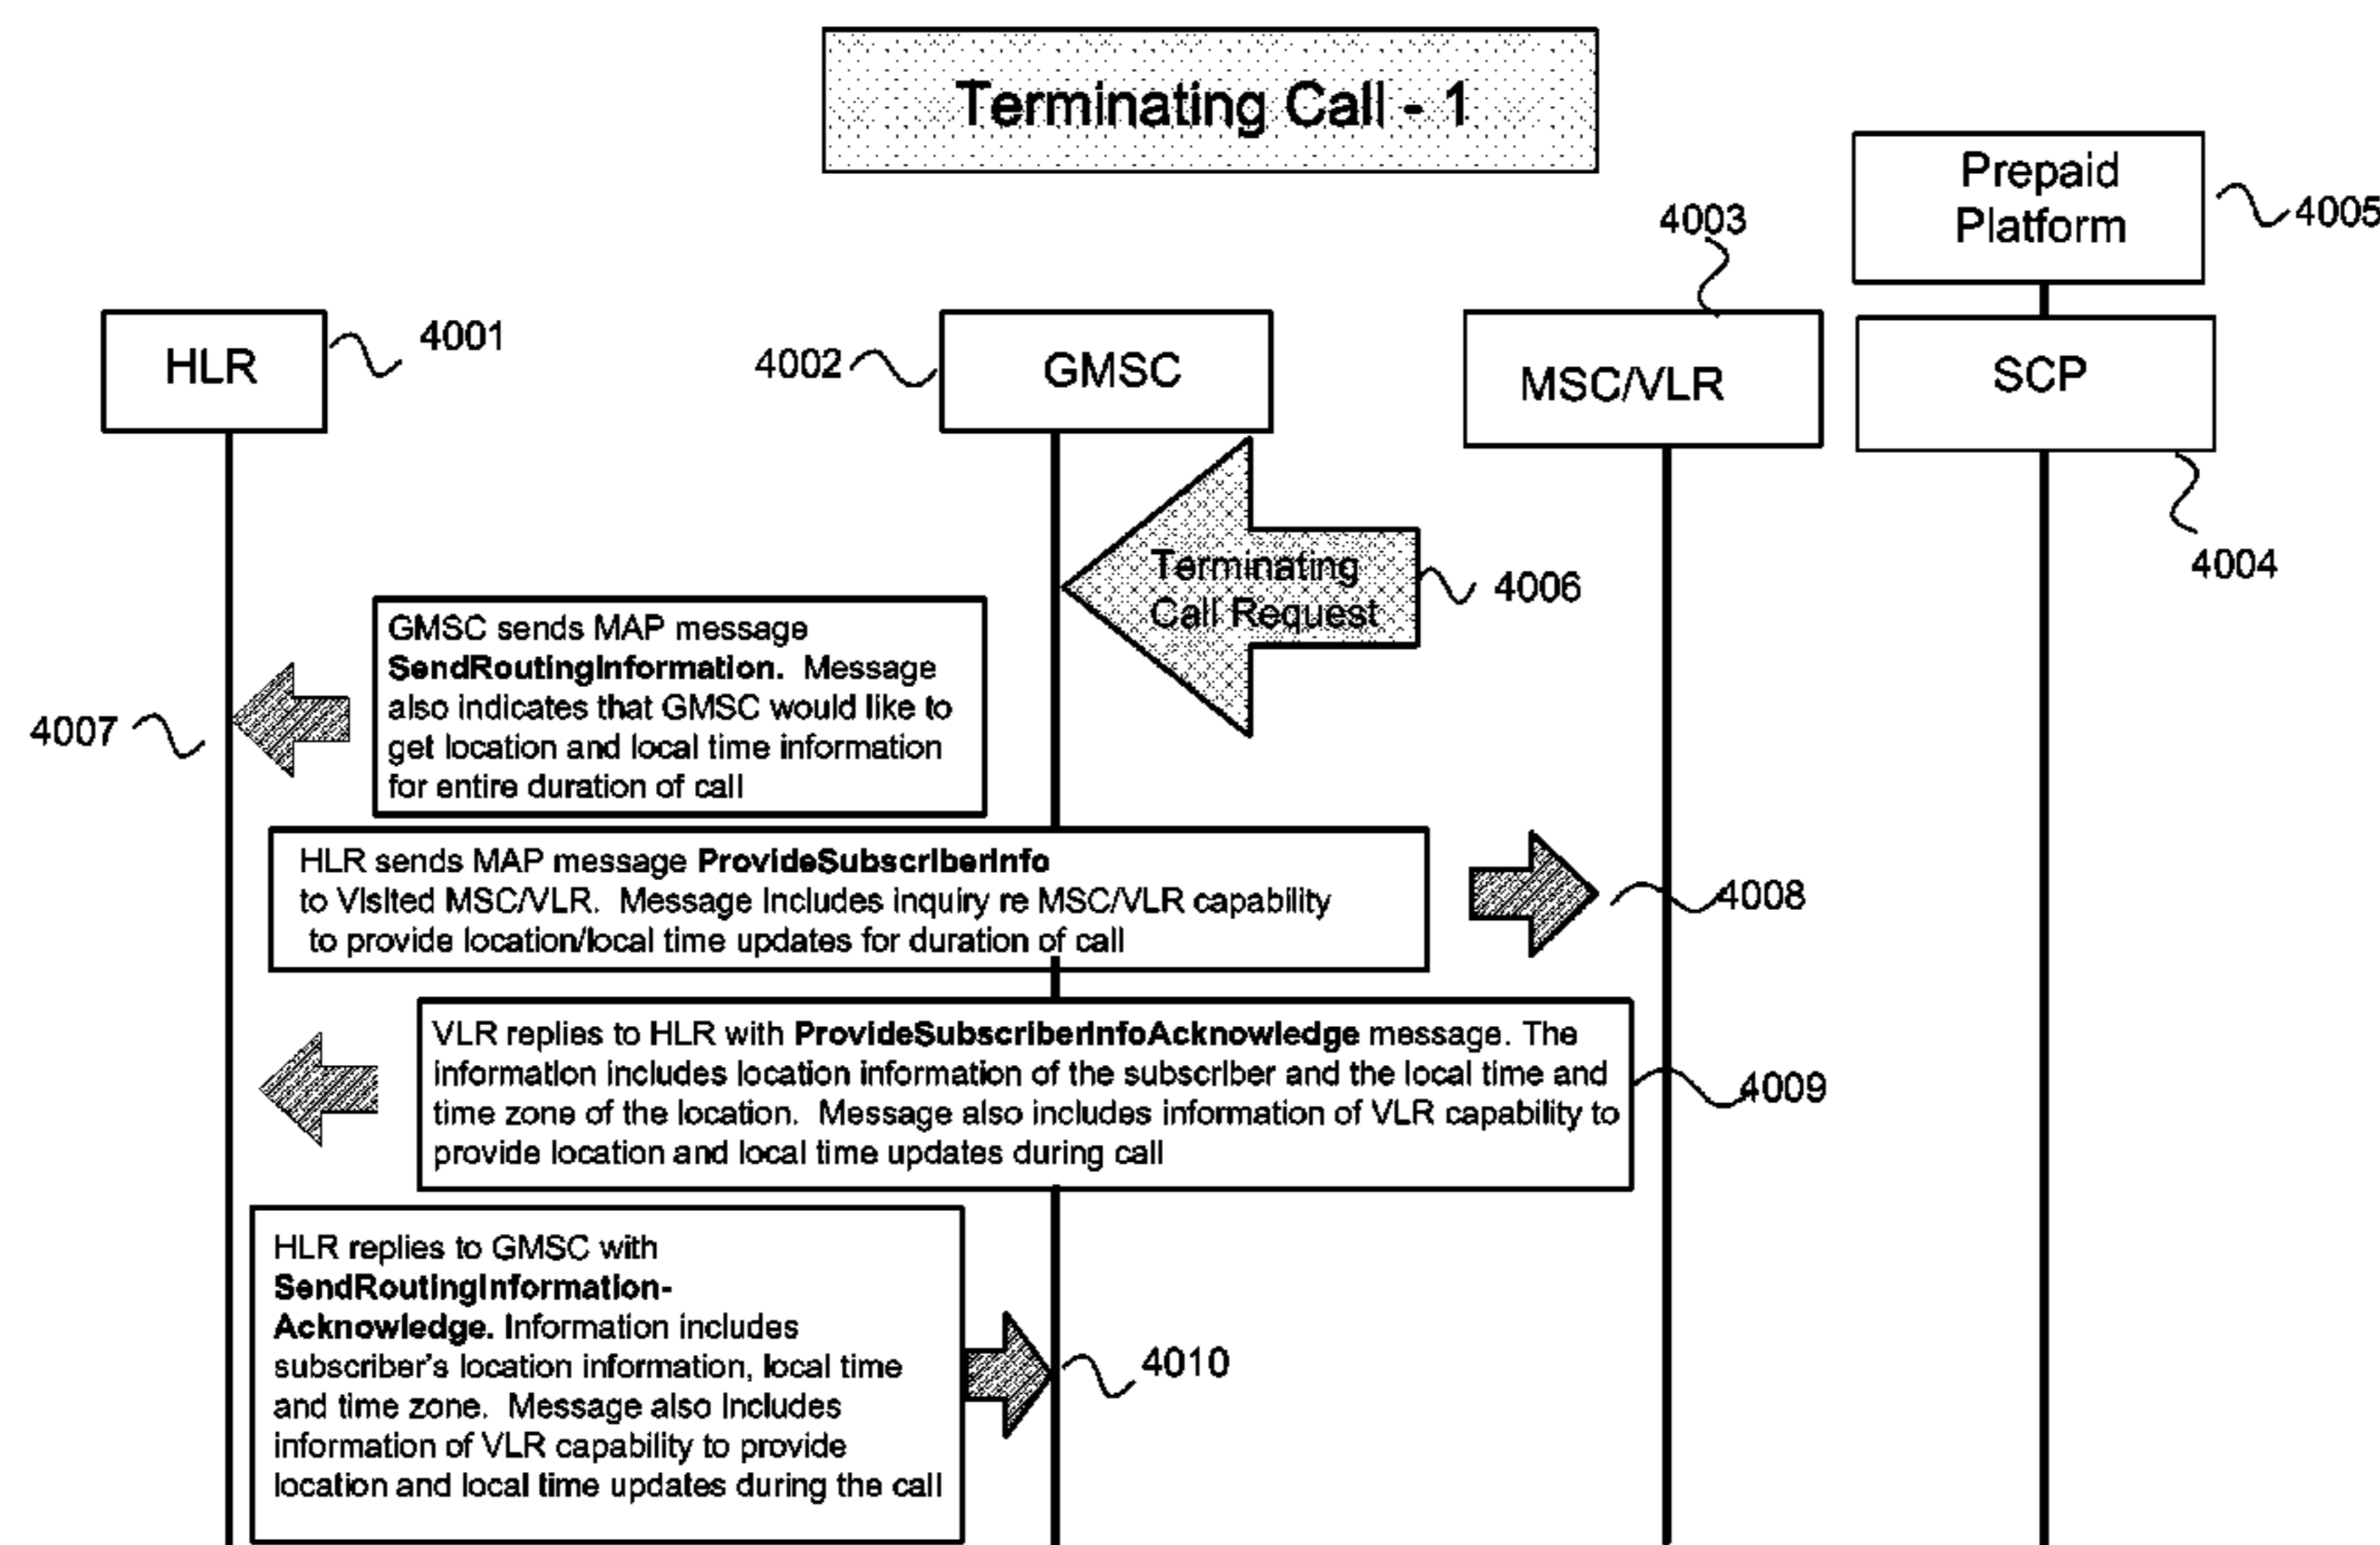 Terminating Call - 1
Prepaid
Platform
4005
4003
HLR
4001
4002
GMSC
MSC/VLR
SCP
4004
Terminating
Call Request
4006
GMSC sends MAP message
SendRoutingInformation.  Message
also indicates that GMSC would like to
get location and local time information
for entire duration of call
4007
HLR sends MAP message ProvideSubscriberInfo
to Visited MSC/VLR.  Message Includes inquiry re MSC/VLR capability
to provide location/local time updates for duration of call
4008
VLR replies to HLR with ProvideSubscriberInfoAcknowledge message. The
information includes location information of the subscriber and the local time and
time zone of the location.  Message also includes information of VLR capability to
provide location and local time updates during call
4009
HLR replies to GMSC with
SendRoutingInformation-
Acknowledge. Information includes
subscriber's location information, local time
and time zone.  Message also Includes
information of VLR capability to provide
location and local time updates during the call
4010